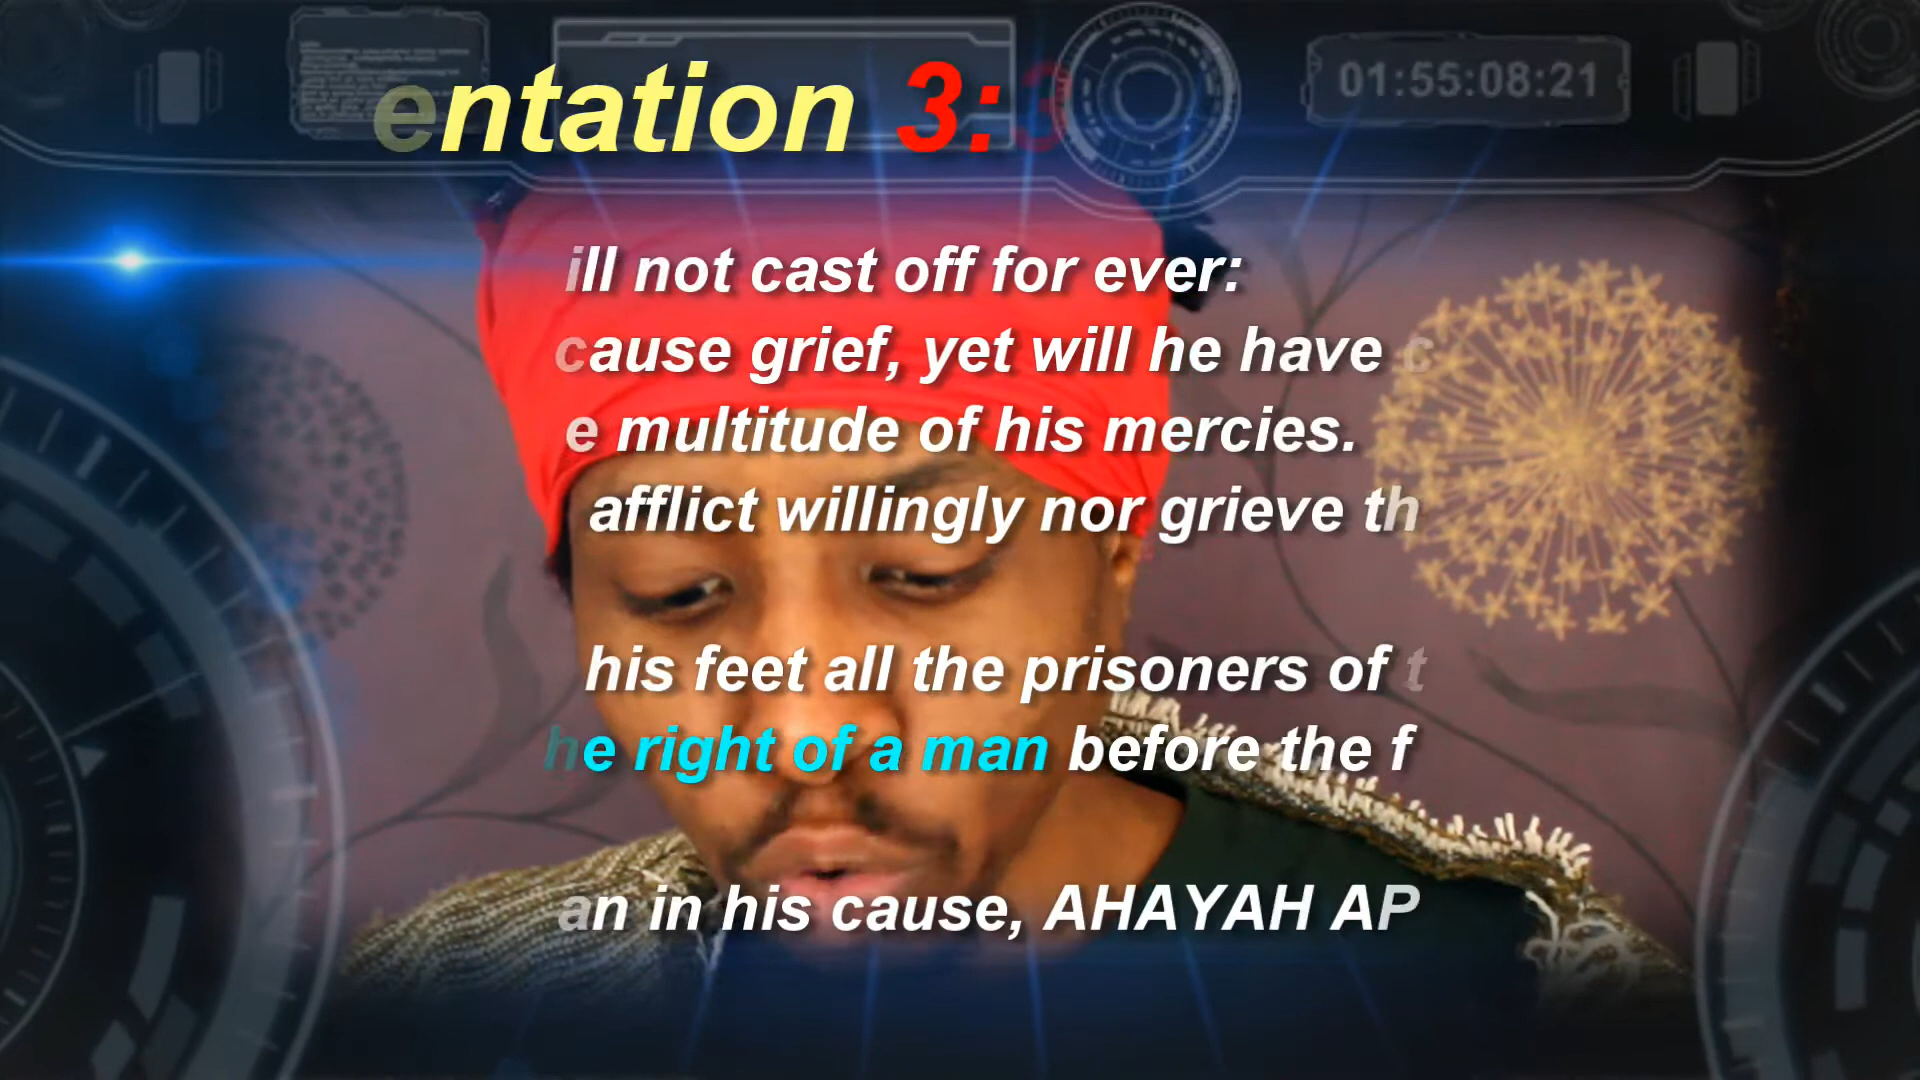 entation 3:3
01:55:08:21
ill not cast off for ever:
cause grief, yet will he have c
e multitude of his mercies.
afflict willingly nor grieve th
his feet all the prisoners of t
he right of a man before the f
an in his cause, AHAYAH AP